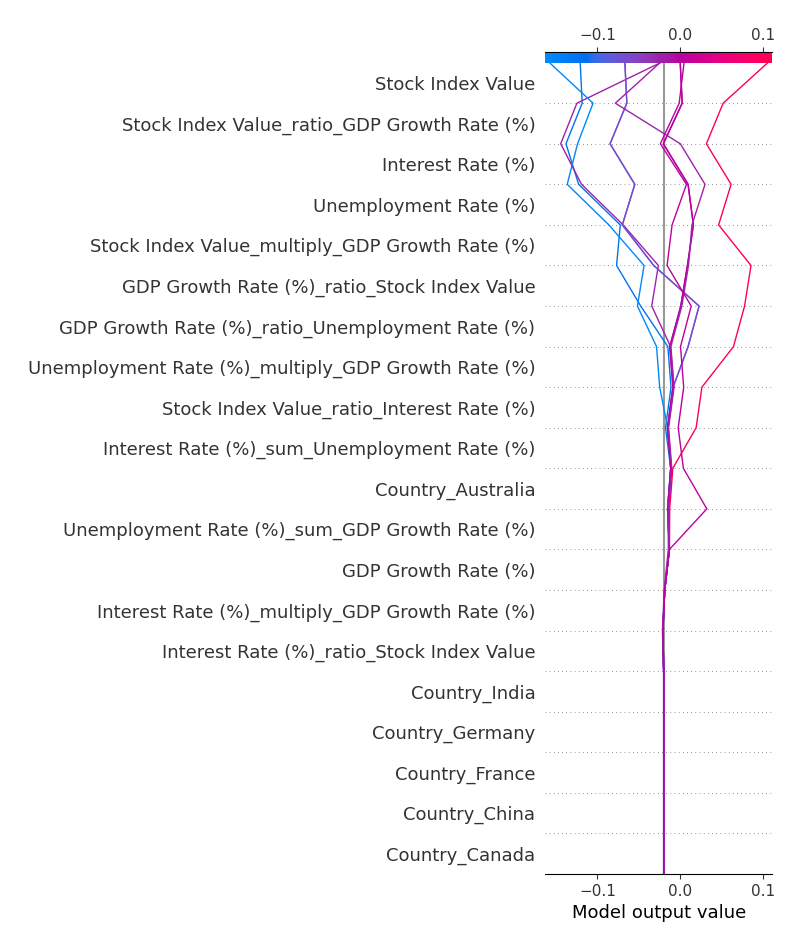 −0.1 0.0 0.1
Stock Index Value
Stock Index Value_ratio_GDP Growth Rate (%)
Interest Rate (%)
Unemployment Rate (%)
Stock Index Value_multiply_GDP Growth Rate (%)
GDP Growth Rate (%)_ratio_Stock Index Value
GDP Growth Rate (%)_ratio_Unemployment Rate (%)
Unemployment Rate (%)_multiply_GDP Growth Rate (%)
Stock Index Value_ratio_Interest Rate (%)
Interest Rate (%)_sum_Unemployment Rate (%)
Country_Australia
Unemployment Rate (%)_sum_GDP Growth Rate (%)
GDP Growth Rate (%)
Interest Rate (%)_multiply_GDP Growth Rate (%)
Interest Rate (%)_ratio_Stock Index Value
Country_India
Country_Germany
Country_France
Country_China
Country_Canada
−0.1 0.0 0.1
Model output value